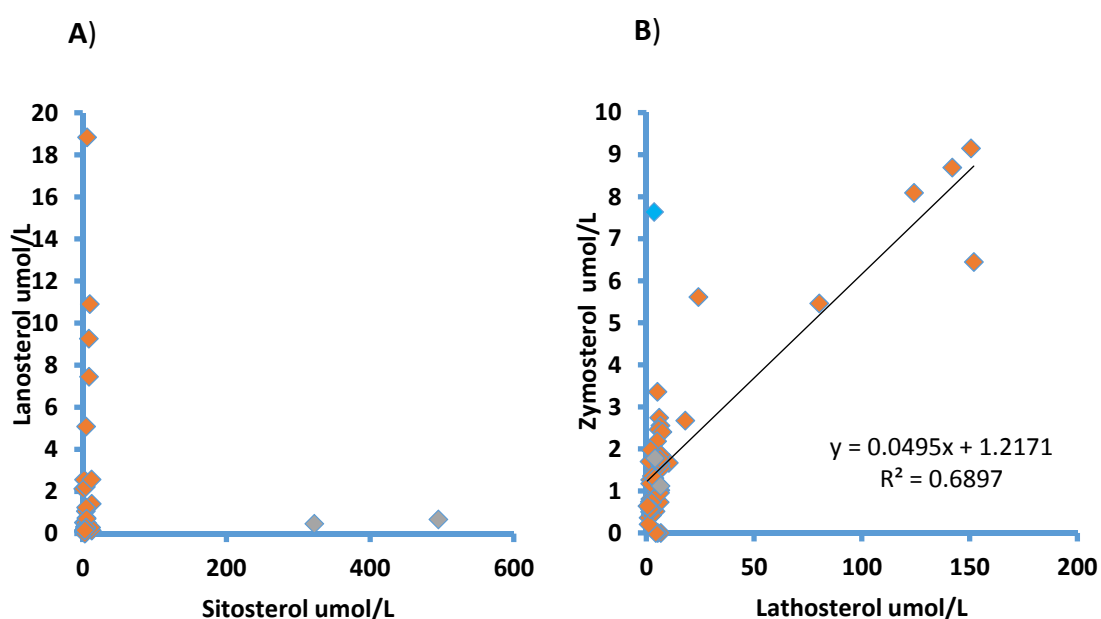 A)
20
18
16
14
12
10
8
6
4
2
0
Lanosterol umol/L
0 200 400 600
Sitosterol umol/L
B)
10
9
8
7
6
5
4
3
2
1
0
Zymosterol umol/L
y = 0.0495x + 1.2171
R² = 0.6897
0 50 100 150 200
Lathosterol umol/L